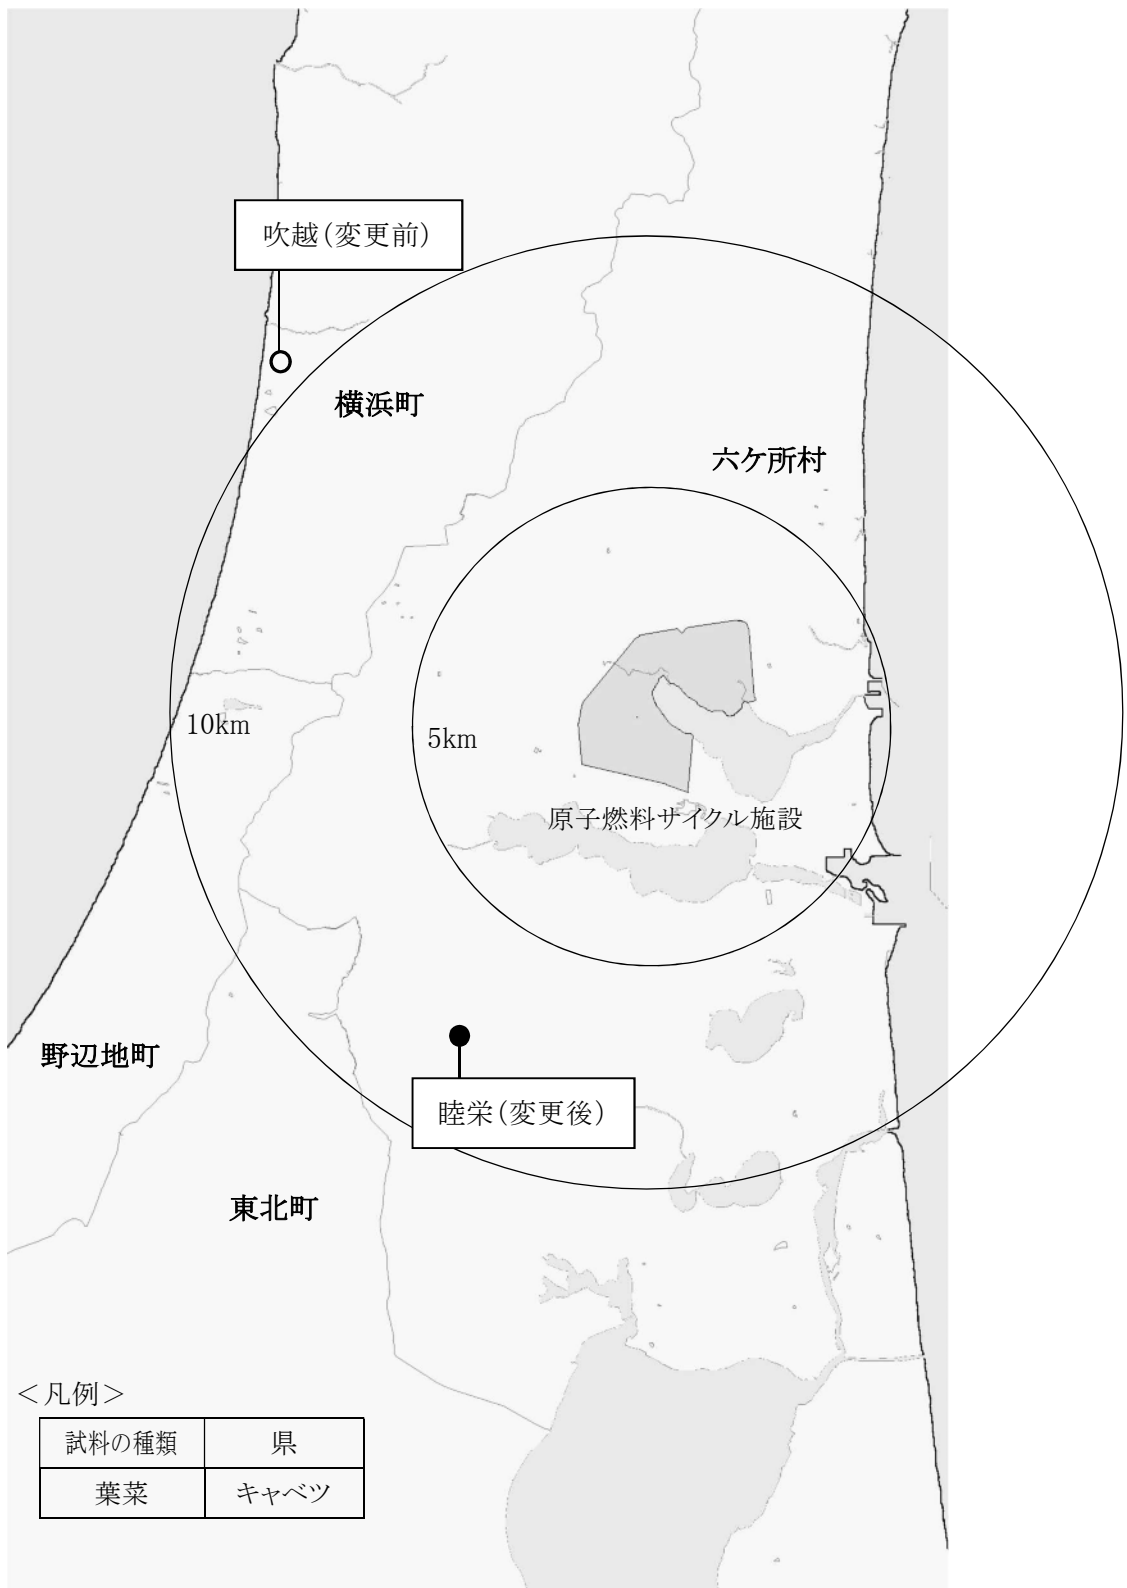 吹越(変更前)
横浜町
六ケ所村
10km
5km
原子燃料サイクル施設
野辺地町
睦栄(変更後)
東北町
<凡例>
試料の種類 県
葉菜 キャベツ